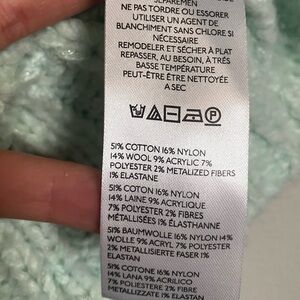 SÉPARÉMEN
NE PAS TORDRE OU ESSORER
UTILISER UN AGENT DE
BLANCHIMENT SANS CHLORE SI
NÉCESSAIRE
REMODELER ET SÉCHER À PLAT
REPASSER, AU BESOIN, À TRÈS
BASSE TEMPÉRATURE
PEUT-ÊTRE ÊTRE NETTOYÉE
A SEC
51% COTTON 16% NYLON
14% WOOL 9% ACRYLIC 7%
POLYESTER 2% METALIZED FIBERS
1% ELASTANE
51% COTON 16% NYLON
14% LAINE 9% ACRYLIQUE
7% POLYESTER 2% FIBRES
MÉTALLISÉES 1% ÉLASTHANNE
51% BAUMWOLLE 16% NYLON 14%
WOLLE 9% ACRYL 7% POLYESTER
2% METALLISIERTE FASER 1%
ELASTAN
51% COTONE 16% NYLON
14% LANA 9% ACRILICO
7% POLIESTERE 2% FIBRE
METALLIZZATE 1% ELASTAN